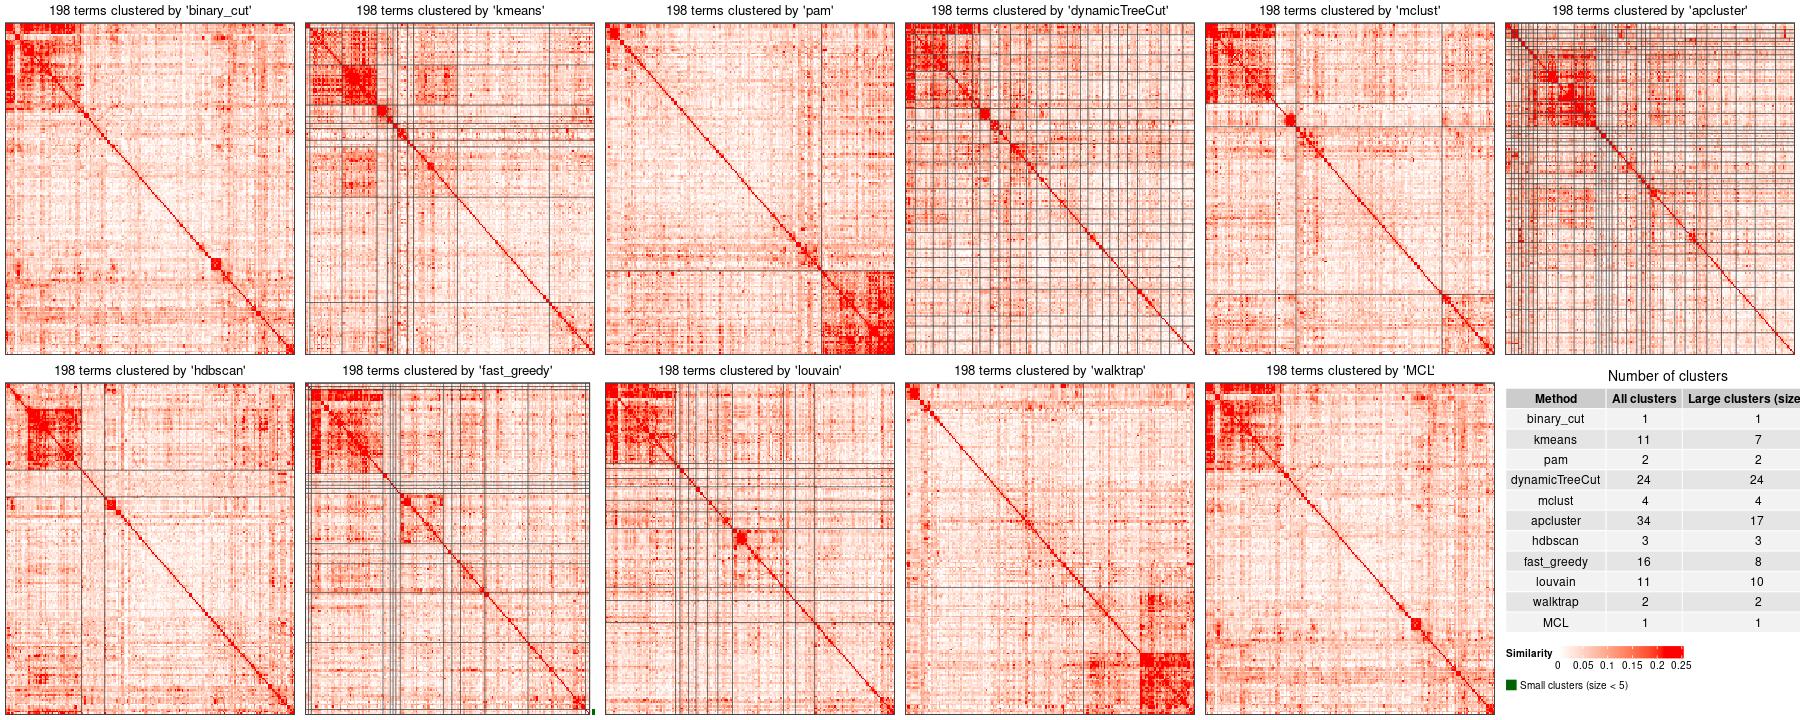 198 terms clustered by 'binary_cut'
198 terms clustered by 'kmeans'
198 terms clustered by 'pam'
198 terms clustered by 'dynamicTreeCut'
198 terms clustered by 'mclust'
198 terms clustered by 'apcluster'
198 terms clustered by 'hdbscan'
198 terms clustered by 'fast_greedy'
198 terms clustered by 'louvain'
198 terms clustered by 'walktrap'
198 terms clustered by 'MCL'
Number of clusters
Method All clusters Large clusters (size
binary_cut 1 1
kmeans 11 7
pam 2 2
dynamicTreeCut 24 24
mclust 4 4
apcluster 34 17
hdbscan 3 3
fast_greedy 16 8
louvain 11 10
walktrap 2 2
MCL 1 1
Similarity
0 0.05 0.1 0.15 0.2 0.25
Small clusters (size < 5)